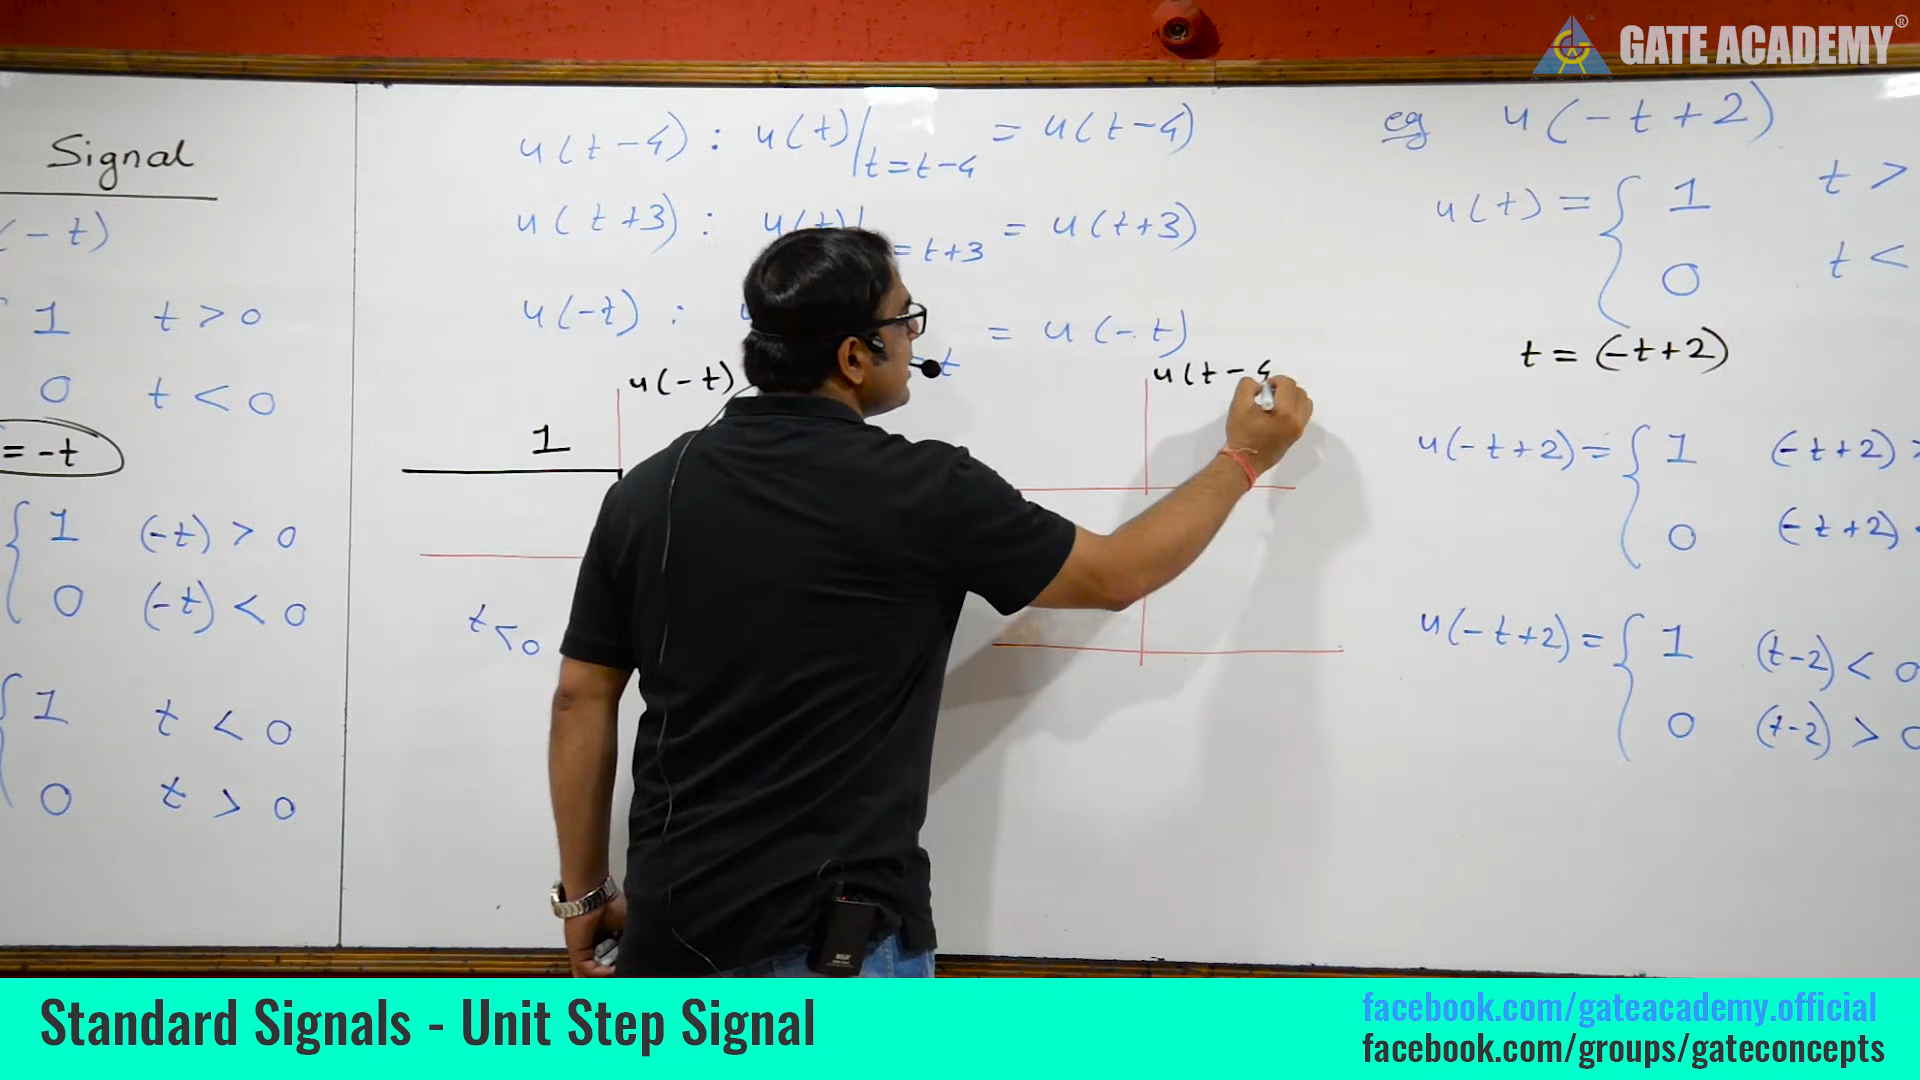 GATE ACADEMY®
Signal
(-t)
1 t > 0
0 t < 0
= -t
1 (-t) > 0
0 (-t) < 0
1 t < 0
0 t > 0
u(t-4) : u(t)|t=t-4 = u(t-4)
u(t+3) : u(t)| = t+3 = u(t+3)
u(-t) : = t = u(-t)
u(-t)
1
t<0
u(t-4
eg u(-t+2)
u(t) = { 1 t >
0 t <
t = (-t+2)
u(-t+2) = { 1 (-t+2) >
0 (-t+2) <
u(-t+2) = { 1 (t-2) < 0
0 (t-2) > 0
Standard Signals - Unit Step Signal
facebook.com/gateacademy.official
facebook.com/groups/gateconcepts